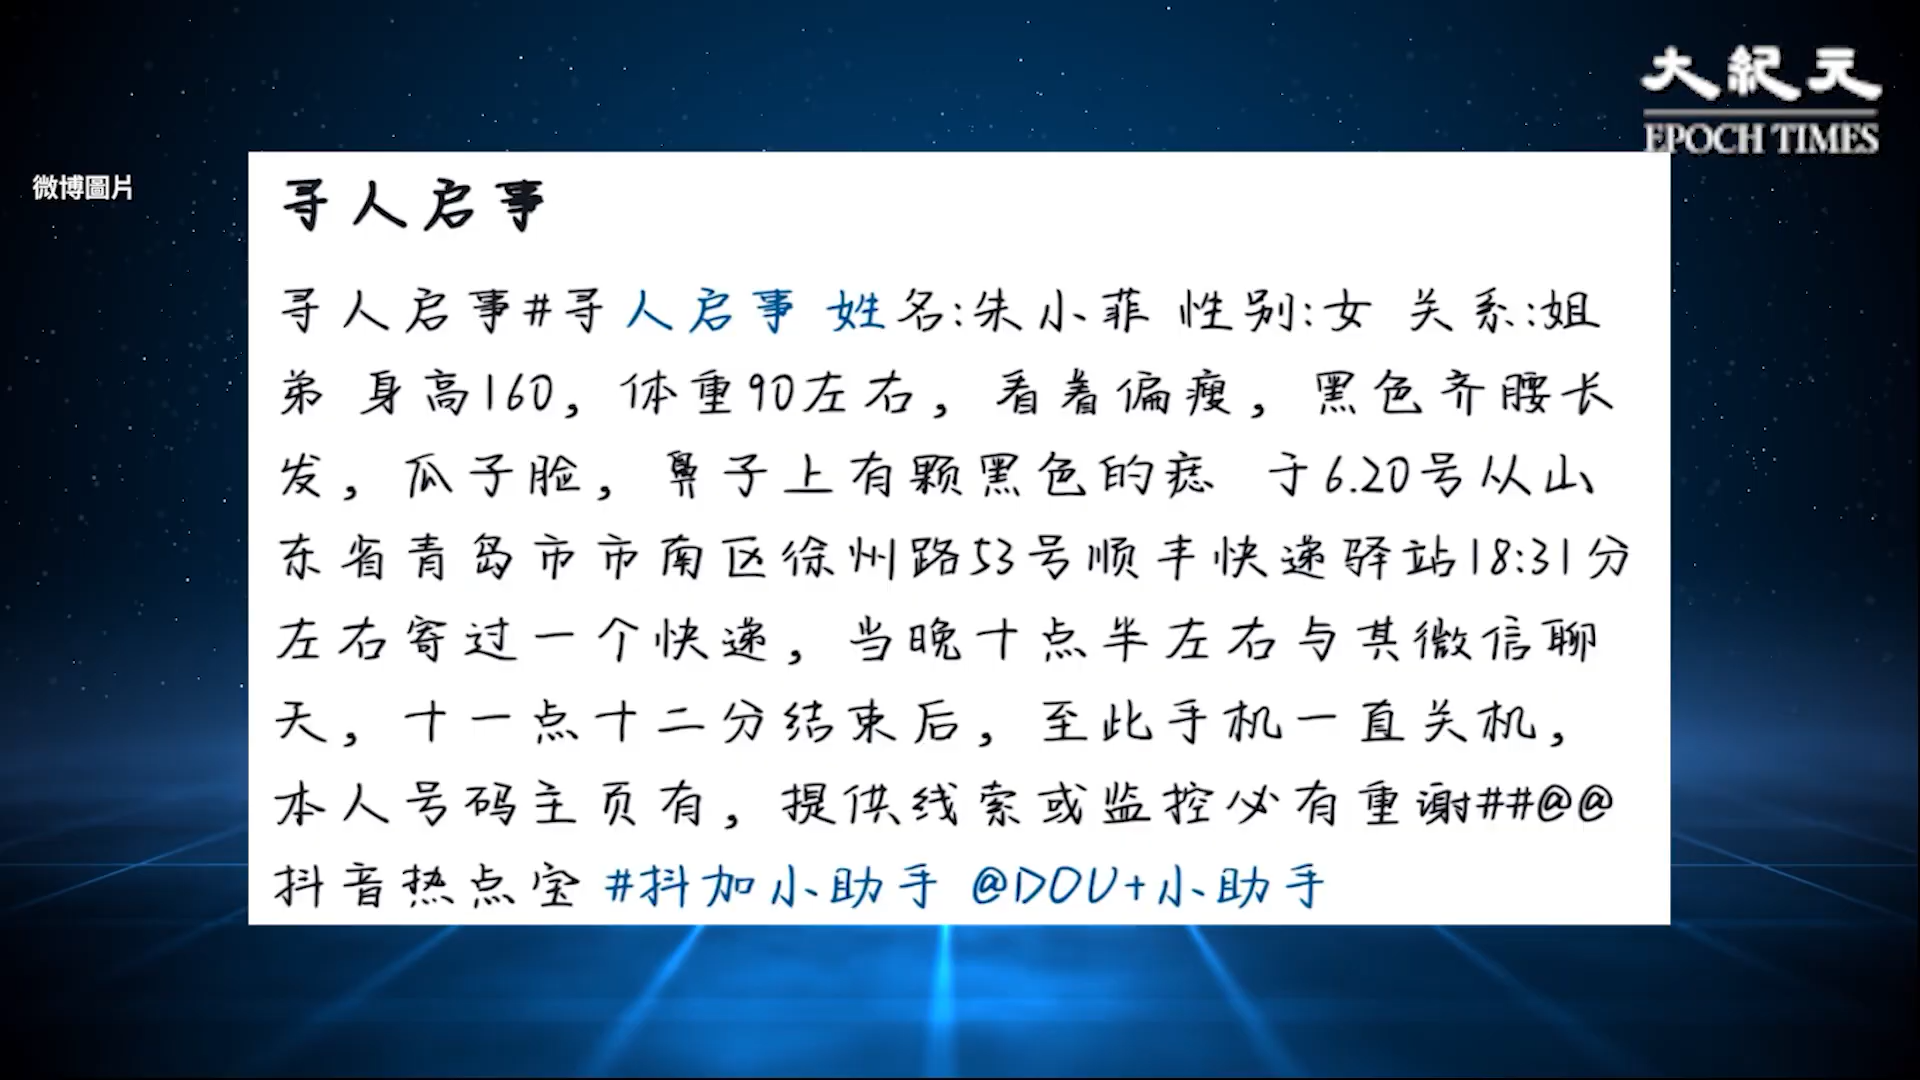 大紀元
EPOCH TIMES
微博圖片
寻人启事
寻人启事#寻人启事 姓名:朱小菲 性别:女 关系:姐
弟 身高160，体重90左右，看着偏瘦，黑色齐腰长
发，瓜子脸，鼻子上有颗黑色的痣 于6.20号从山
东省青岛市市南区徐州路53号顺丰快递驿站18:31分
左右寄过一个快递，当晚十点半左右与其微信聊
天，十一点十二分结束后，至此手机一直关机，
本人号码主页有，提供线索或监控必有重谢##@@
抖音热点宝 #抖加小助手 @DOU+小助手